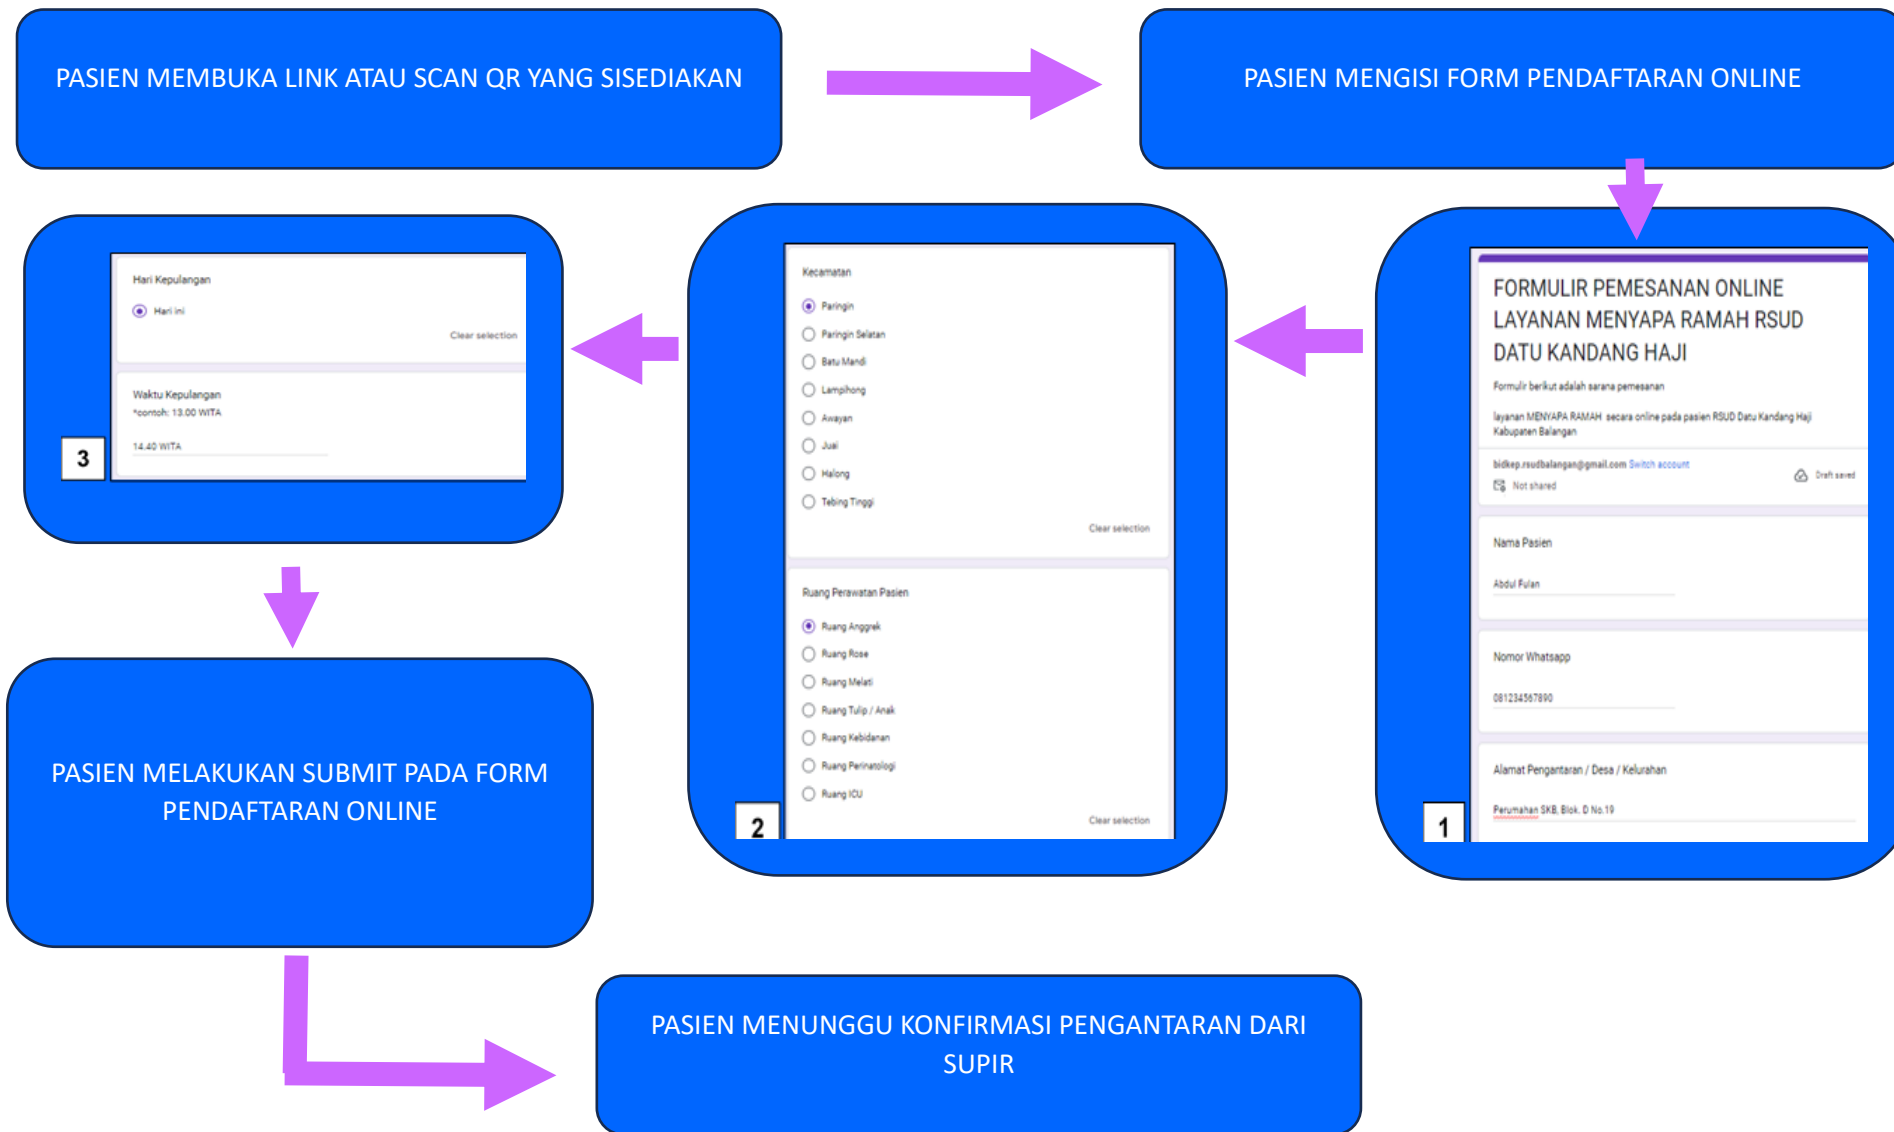 PASIEN MEMBUKA LINK ATAU SCAN QR YANG SISEDIAKAN
PASIEN MENGISI FORM PENDAFTARAN ONLINE
FORMULIR PEMESANAN ONLINE
LAYANAN MENYAPA RAMAH RSUD
DATU KANDANG HAJI
Formulir berikut adalah sarana pemesanan
layanan MENYAPA RAMAH secara online pada pasien RSUD Datu Kandang Haji
Kabupaten Balangan
bidkep.rsudbalangan@gmail.com Switch account
Draft saved
Not shared
Nama Pasien
Abdul Fulan
Nomor Whatsapp
081234567890
Alamat Pengantaran / Desa / Kelurahan
Perumahan SKB, Blok. D No.19
1
Kecamatan
Paringin
Paringin Selatan
Batu Mandi
Lampihong
Awayan
Juai
Halong
Tebing Tinggi
Clear selection
Ruang Perawatan Pasien
Ruang Anggrek
Ruang Rose
Ruang Melati
Ruang Tulip / Anak
Ruang Kebidanan
Ruang Perinatologi
Ruang ICU
Clear selection
2
Hari Kepulangan
Hari ini
Clear selection
Waktu Kepulangan
*contoh: 13.00 WITA
14.40 WITA
3
PASIEN MELAKUKAN SUBMIT PADA FORM
PENDAFTARAN ONLINE
PASIEN MENUNGGU KONFIRMASI PENGANTARAN DARI
SUPIR